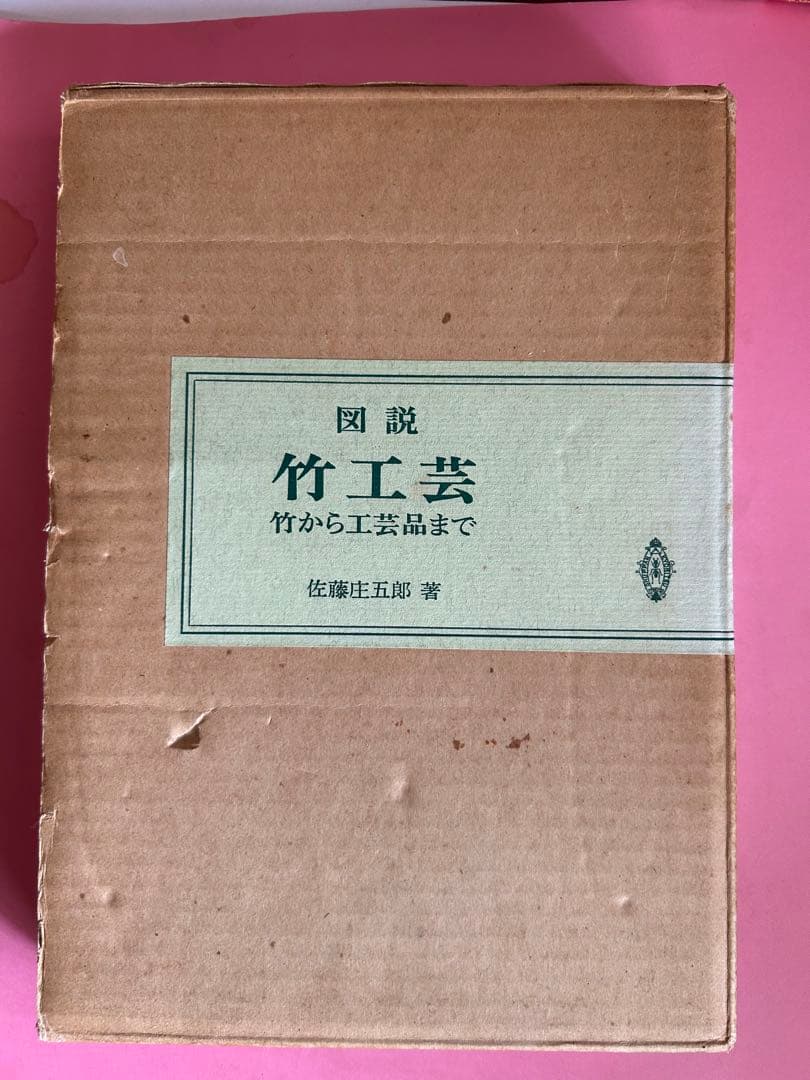 図説
竹工芸
竹から工芸品まで
佐藤庄五郎 著